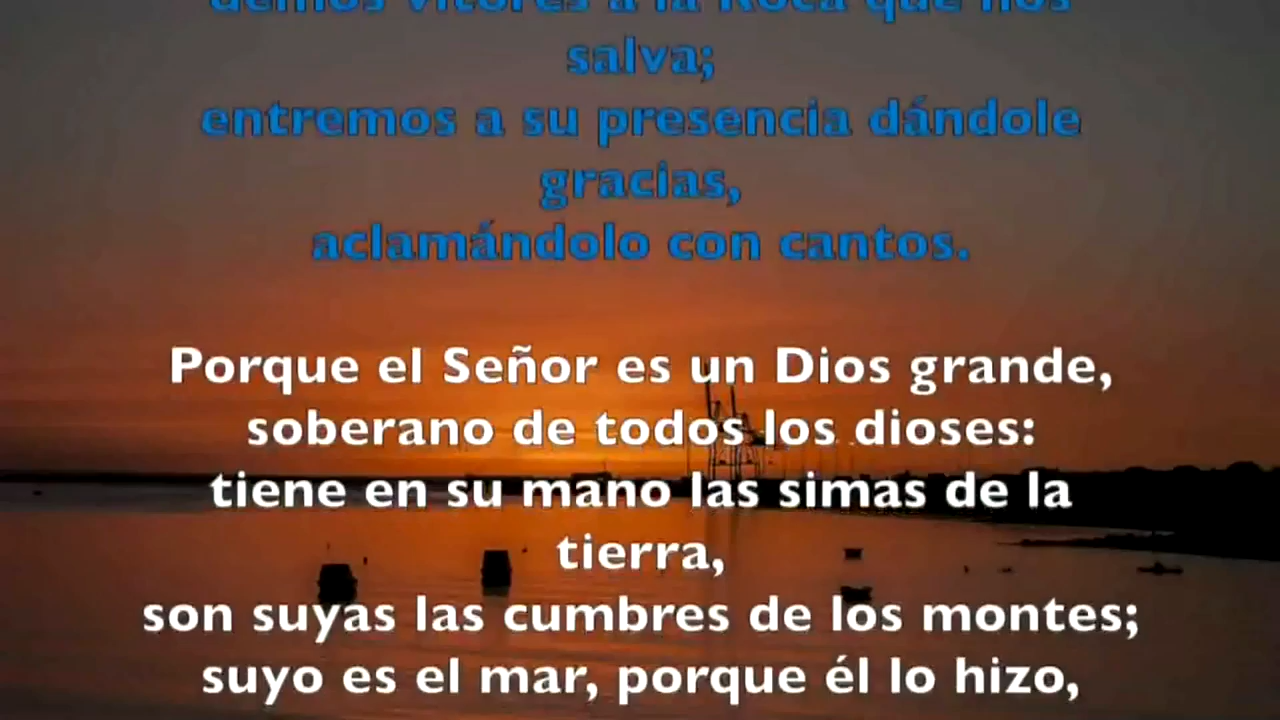 demos vítores a la Roca que nos
salva;
entremos a su presencia dándole
gracias,
aclamándolo con cantos.
Porque el Señor es un Dios grande,
soberano de todos los dioses:
tiene en su mano las simas de la
tierra,
son suyas las cumbres de los montes;
suyo es el mar, porque él lo hizo,